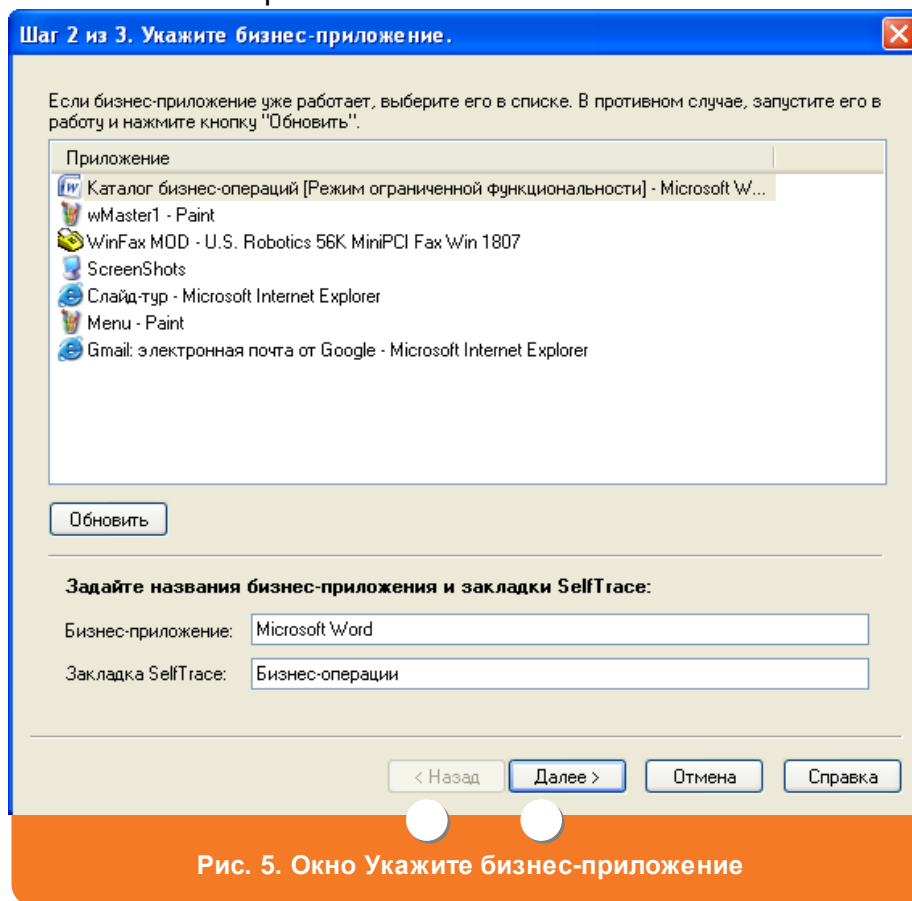 Шаг 2 из 3. Укажите бизнес-приложение.
Если бизнес-приложение уже работает, выберите его в списке. В противном случае, запустите его в
работу и нажмите кнопку "Обновить".
Приложение
Каталог бизнес-операций [Режим ограниченной функциональности] - Microsoft W...
wMaster1 - Paint
WinFax MOD - U.S. Robotics 56K MiniPCI Fax Win 1807
ScreenShots
Слайд-тур - Microsoft Internet Explorer
Menu - Paint
Gmail: электронная почта от Google - Microsoft Internet Explorer
Обновить
Задайте названия бизнес-приложения и закладки SelfTrace:
Бизнес-приложение: Microsoft Word
Закладка SelfTrace: Бизнес-операции
< Назад Далее > Отмена Справка
Рис. 5. Окно Укажите бизнес-приложение